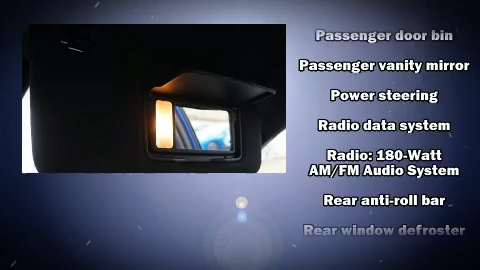 Passenger door bin
Passenger vanity mirror
Power steering
Radio data system
Radio: 180-Watt
AM/FM Audio System
Rear anti-roll bar
Rear window defroster